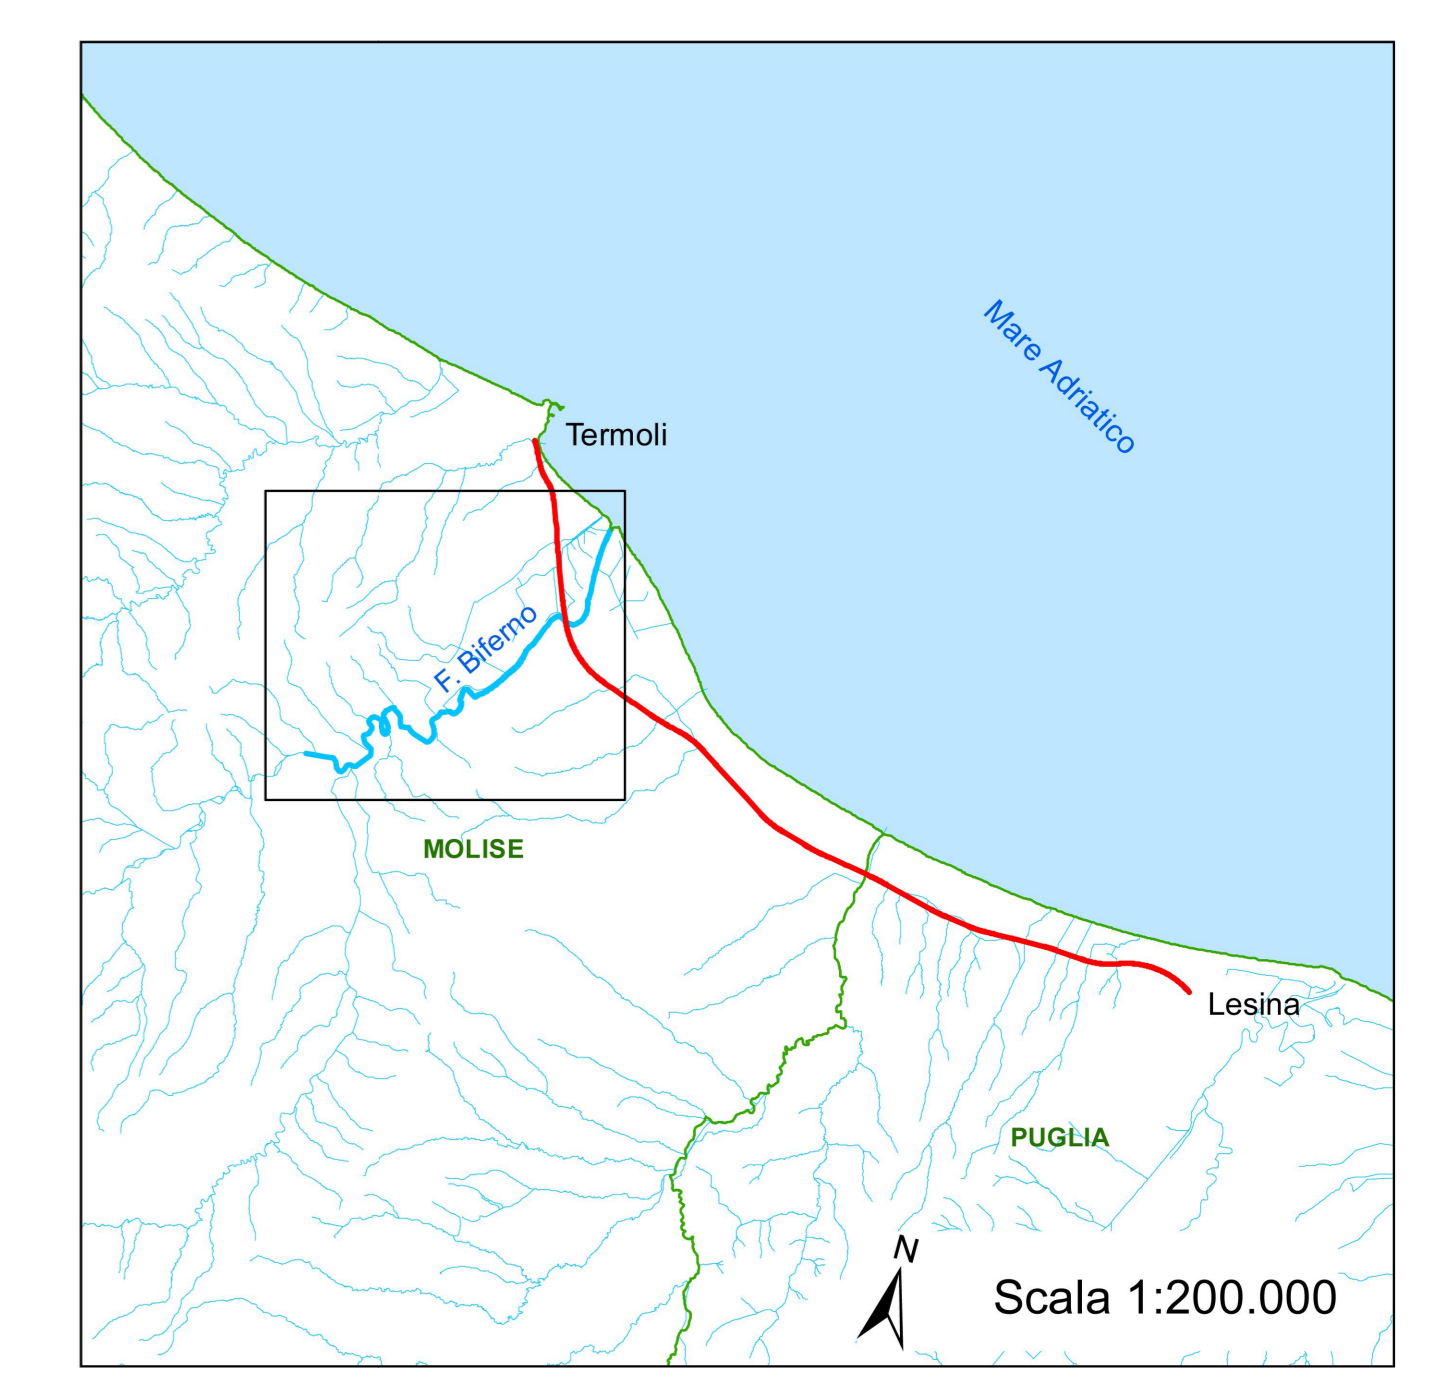 Mare Adriatico
Termoli
F. Biferno
MOLISE
Lesina
PUGLIA
N
Scala 1:200.000